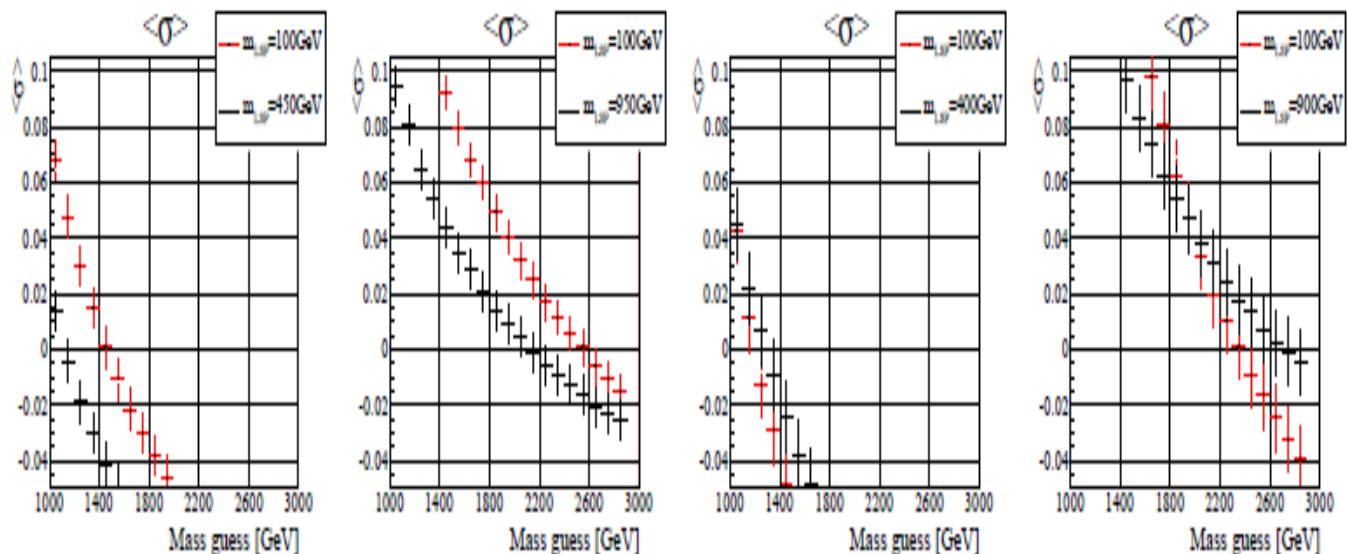 <σ>
m_LSP=100GeV
m_LSP=450GeV
<σ>
0.1
0.08
0.06
0.04
0.02
0
-0.02
-0.04
1000 1400 1800 2200 2600 3000
Mass guess [GeV]
<σ>
m_LSP=100GeV
m_LSP=950GeV
<σ>
0.1
0.08
0.06
0.04
0.02
0
-0.02
-0.04
1000 1400 1800 2200 2600 3000
Mass guess [GeV]
<σ>
m_LSP=100GeV
m_LSP=400GeV
<σ>
0.1
0.08
0.06
0.04
0.02
0
-0.02
-0.04
1000 1400 1800 2200 2600 3000
Mass guess [GeV]
<σ>
m_LSP=100GeV
m_LSP=900GeV
<σ>
0.1
0.08
0.06
0.04
0.02
0
-0.02
-0.04
1000 1400 1800 2200 2600 3000
Mass guess [GeV]